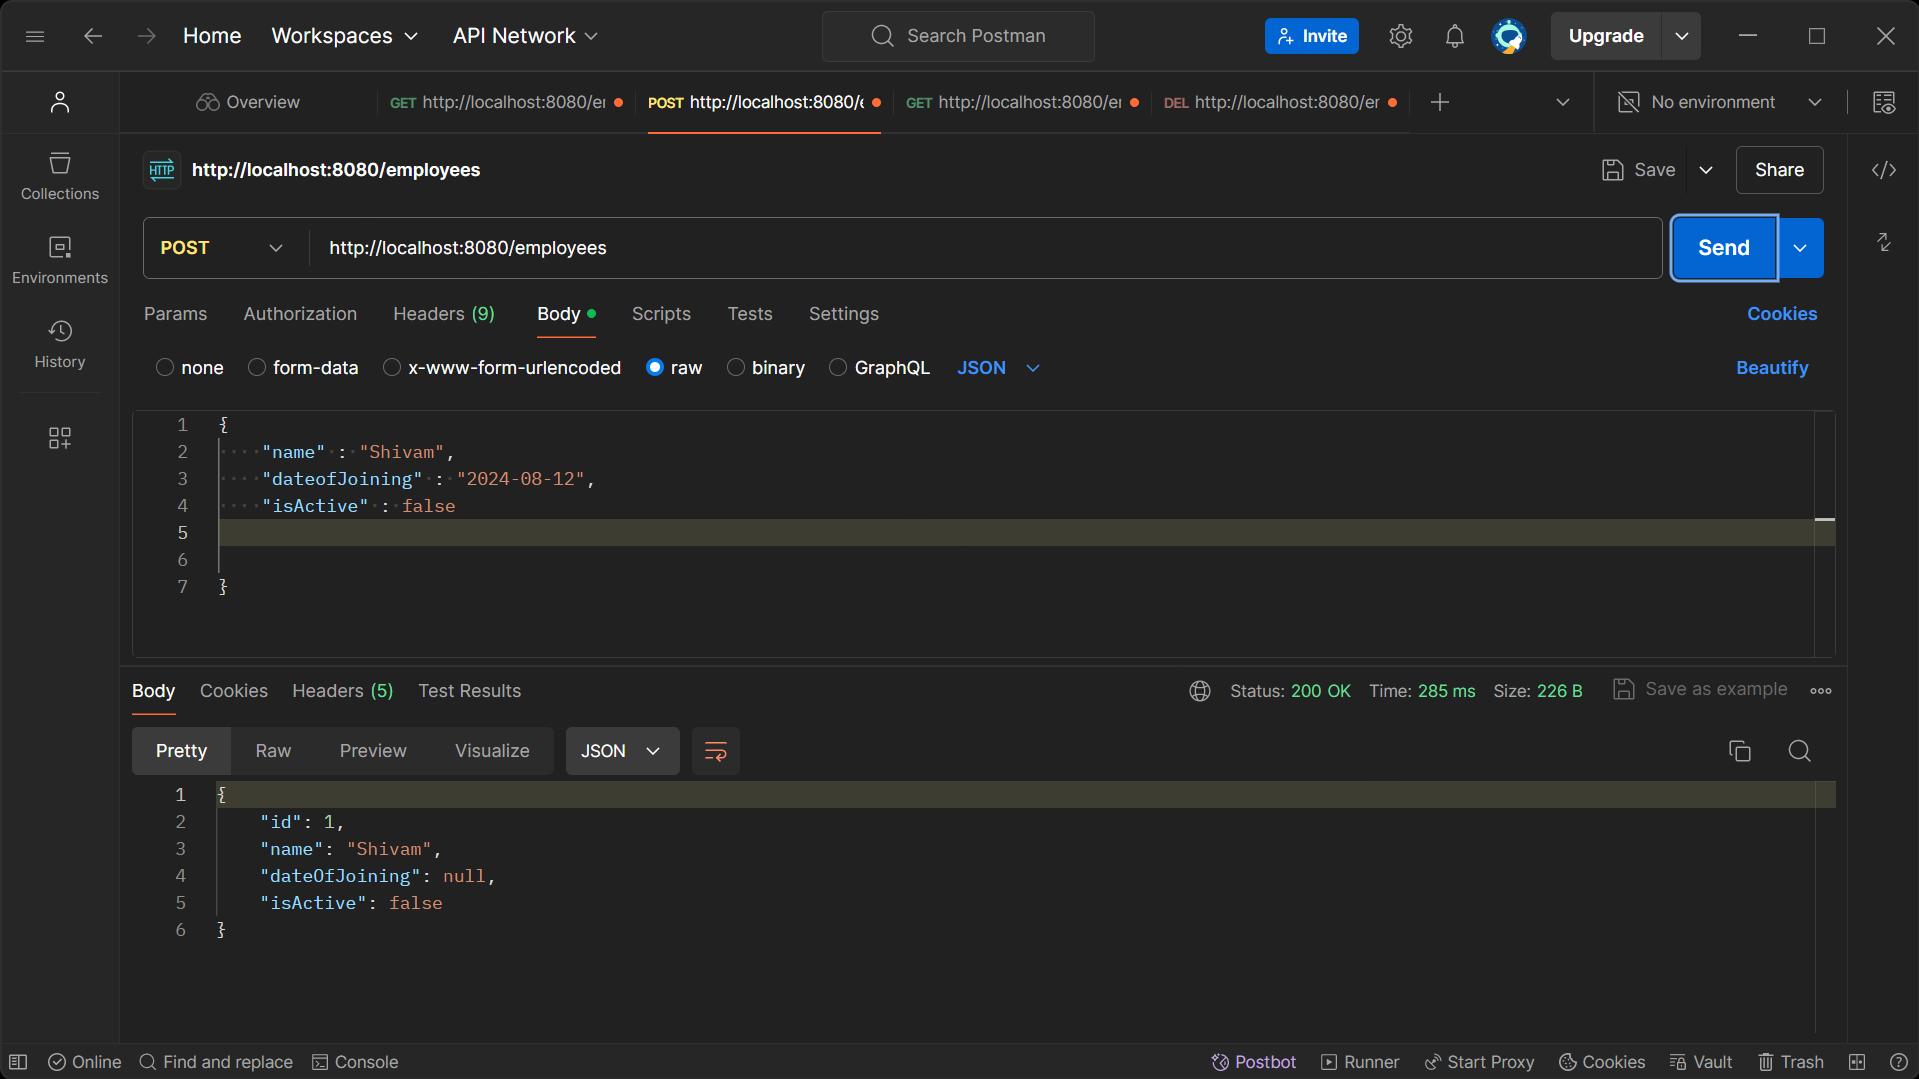 Home Workspaces API Network Search Postman Invite Upgrade
Overview GET http://localhost:8080/er POST http://localhost:8080/e GET http://localhost:8080/er DEL http://localhost:8080/er No environment
HTTP http://localhost:8080/employees Save Share
Collections
POST http://localhost:8080/employees Send
Environments
Params Authorization Headers (9) Body Scripts Tests Settings Cookies
History
none form-data x-www-form-urlencoded raw binary GraphQL JSON Beautify
1 {
2 "name" : "Shivam",
3 "dateofJoining" : "2024-08-12",
4 "isActive" : false
5
6
7 }
Body Cookies Headers (5) Test Results Status: 200 OK Time: 285 ms Size: 226 B Save as example
Pretty Raw Preview Visualize JSON
1 {
2 "id": 1,
3 "name": "Shivam",
4 "dateOfJoining": null,
5 "isActive": false
6 }
Online Find and replace Console Postbot Runner Start Proxy Cookies Vault Trash